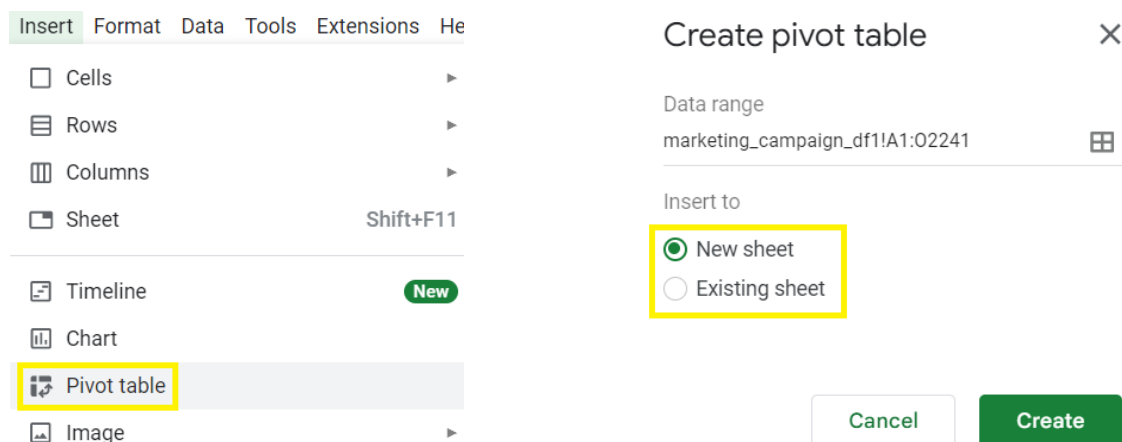 Insert Format Data Tools Extensions He
Cells
Rows
Columns
Sheet Shift+F11
Timeline New
Chart
Pivot table
Image
Create pivot table
Data range
marketing_campaign_df1!A1:O2241
Insert to
New sheet
Existing sheet
Cancel Create